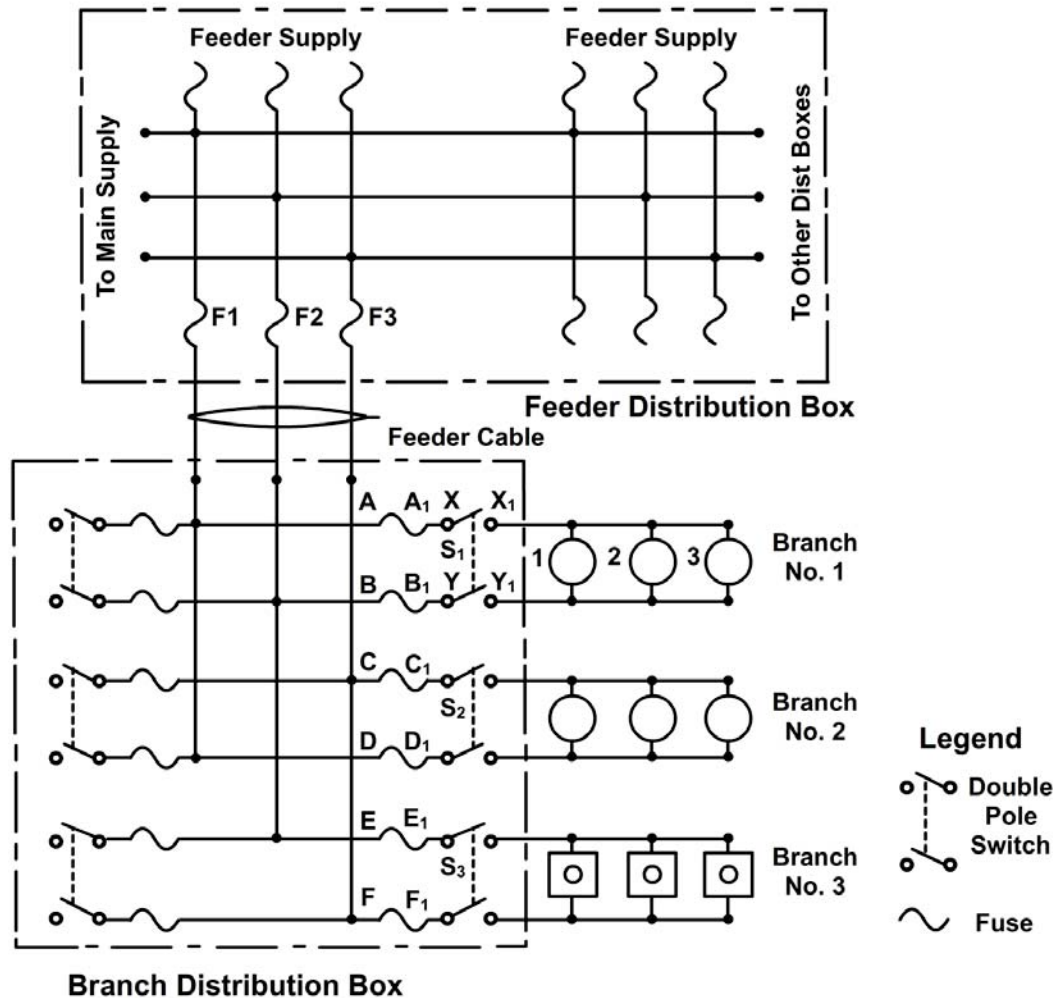 Feeder Supply
Feeder Supply
To Main Supply
To Other Dist Boxes
F1
F2
F3
Feeder Distribution Box
Feeder Cable
A A₁ X X₁
S₁
B B₁ Y Y₁
1 2 3
Branch
No. 1
C C₁
S₂
D D₁
Branch
No. 2
E E₁
S₃
F F₁
Branch
No. 3
Legend
Double
Pole
Switch
Fuse
Branch Distribution Box